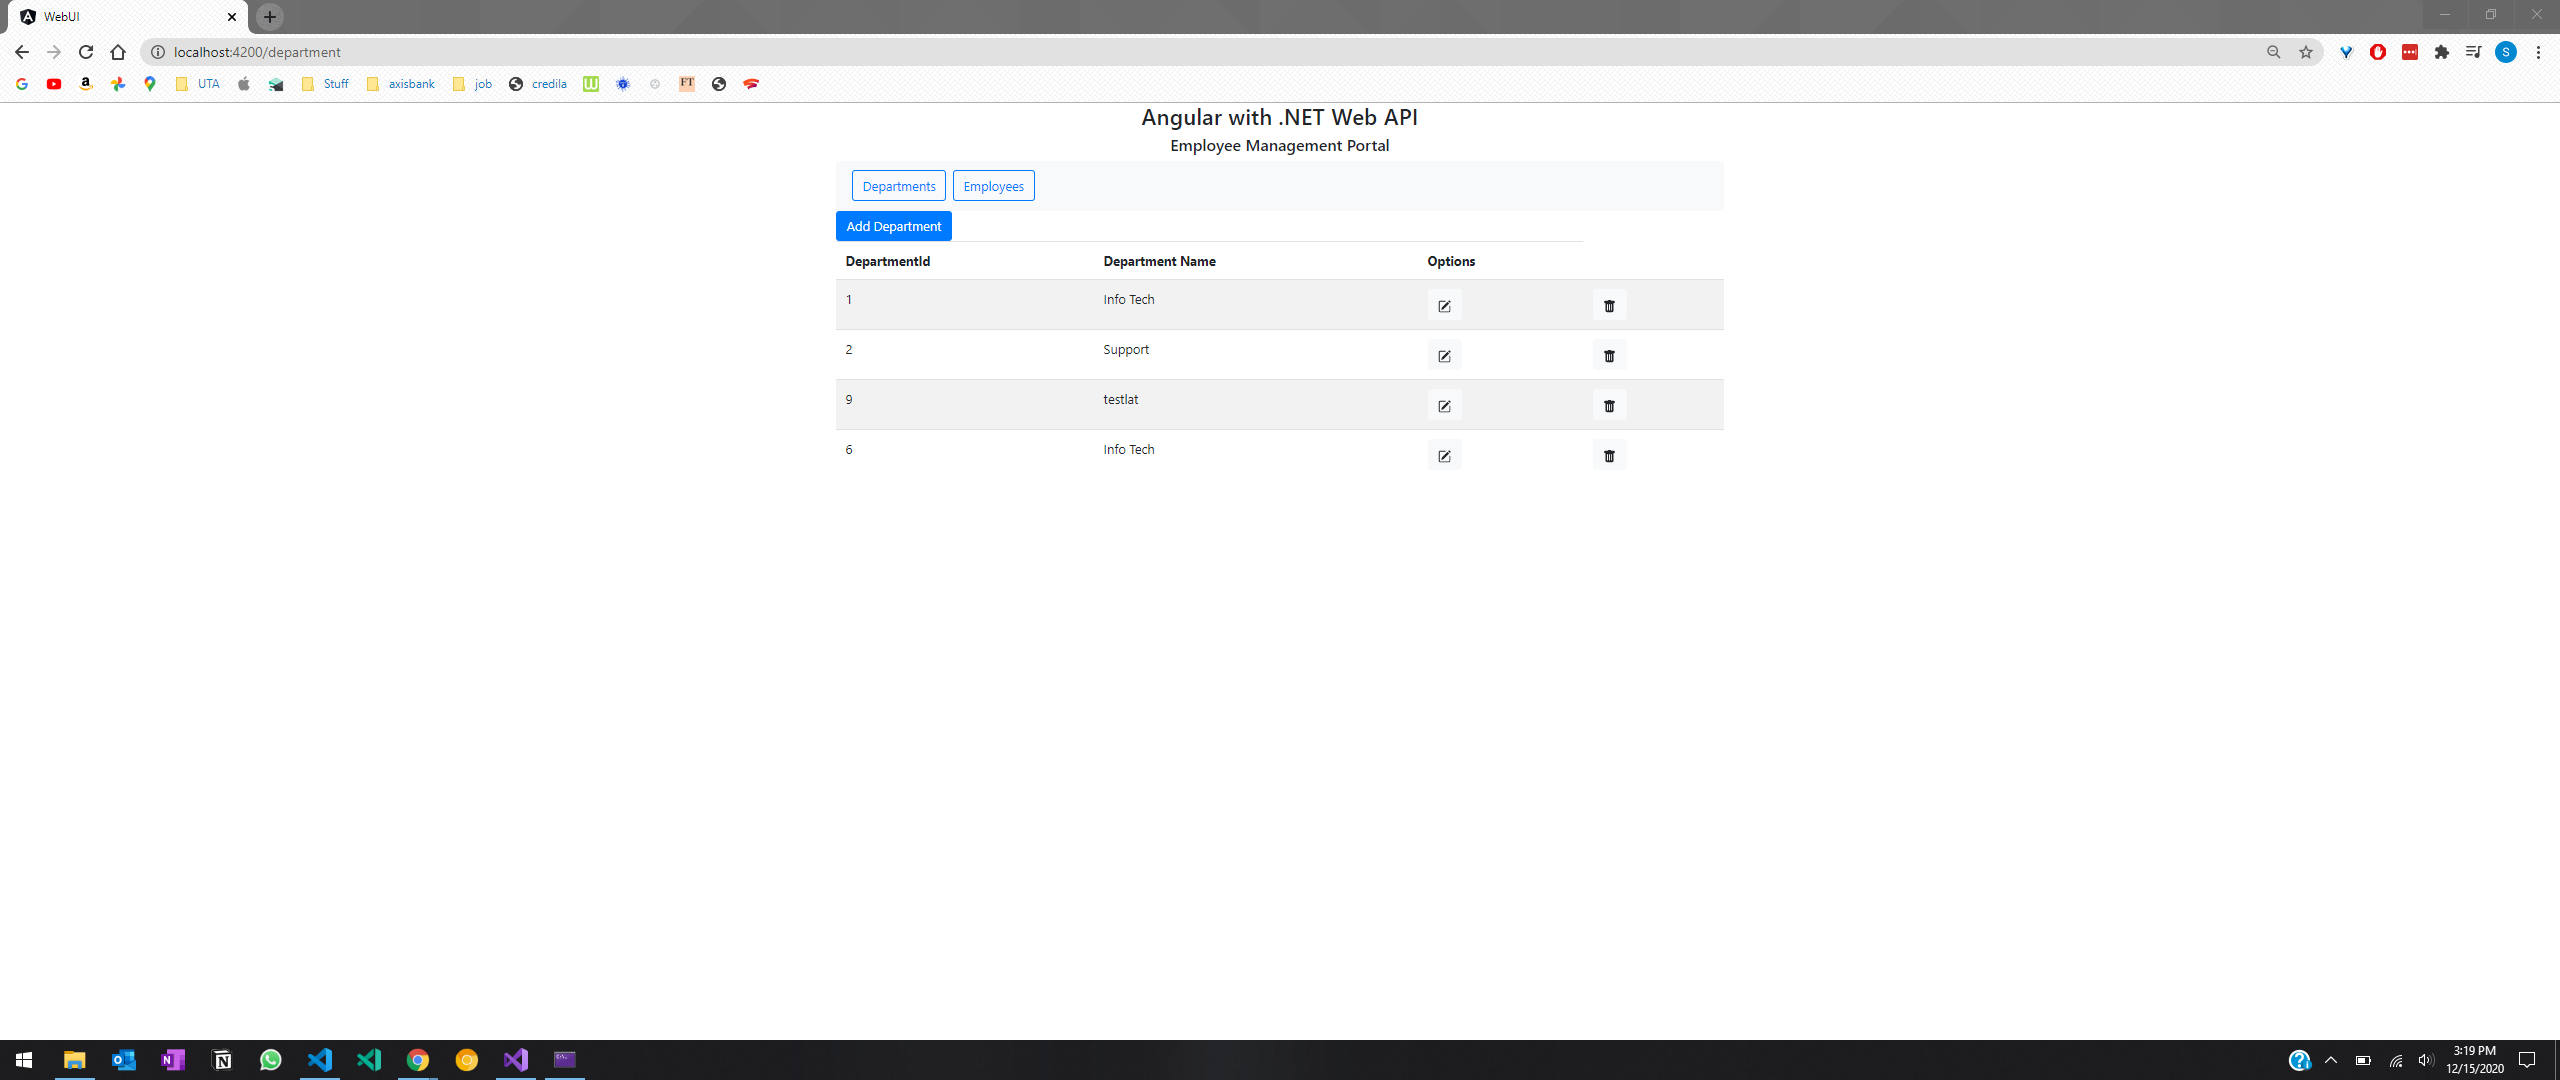 WebUI
localhost:4200/department
S
UTA
Stuff
axisbank
job
credila
FT
Angular with .NET Web API
Employee Management Portal
Departments Employees
Add Department
DepartmentId Department Name Options
1 Info Tech
2 Support
9 testlat
6 Info Tech
3:19 PM
12/15/2020